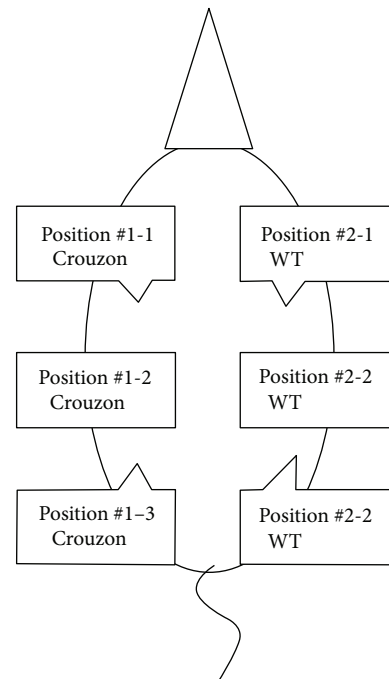 Position #1-1
Crouzon
Position #2-1
WT
Position #1-2
Crouzon
Position #2-2
WT
Position #1–3
Crouzon
Position #2-2
WT